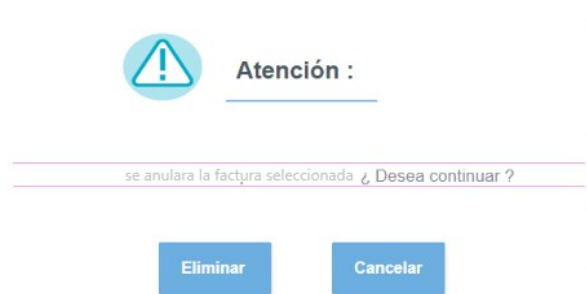 Atención :
se anulara la factura seleccionada ¿ Desea continuar ?
Eliminar
Cancelar